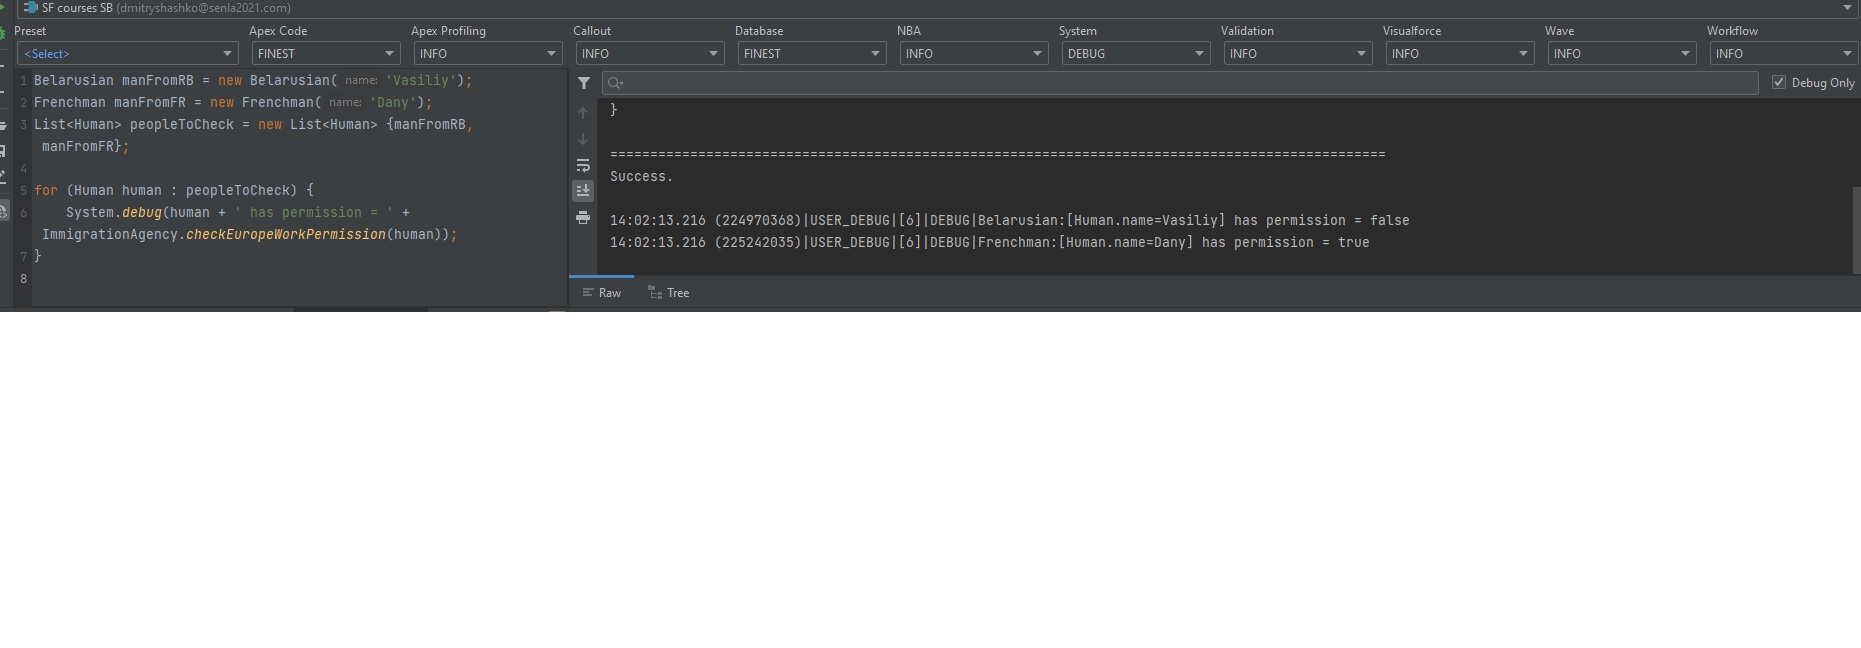 SF courses SB (dmitryshashko@senla2021.com)
Preset Apex Code Apex Profiling Callout Database NBA System Validation Visualforce Wave Workflow
<Select> FINEST INFO INFO FINEST INFO DEBUG INFO INFO INFO INFO
1 Belarusian manFromRB = new Belarusian( name: 'Vasiliy');
2 Frenchman manFromFR = new Frenchman( name: 'Dany');
3 List<Human> peopleToCheck = new List<Human> {manFromRB,
manFromFR};
4
5 for (Human human : peopleToCheck) {
6 System.debug(human + ' has permission = ' +
ImmigrationAgency.checkEuropeWorkPermission(human));
7 }
8
Debug Only
}
=================================================================================================
Success.
14:02:13.216 (224970368)|USER_DEBUG|[6]|DEBUG|Belarusian:[Human.name=Vasiliy] has permission = false
14:02:13.216 (225242035)|USER_DEBUG|[6]|DEBUG|Frenchman:[Human.name=Dany] has permission = true
Raw Tree